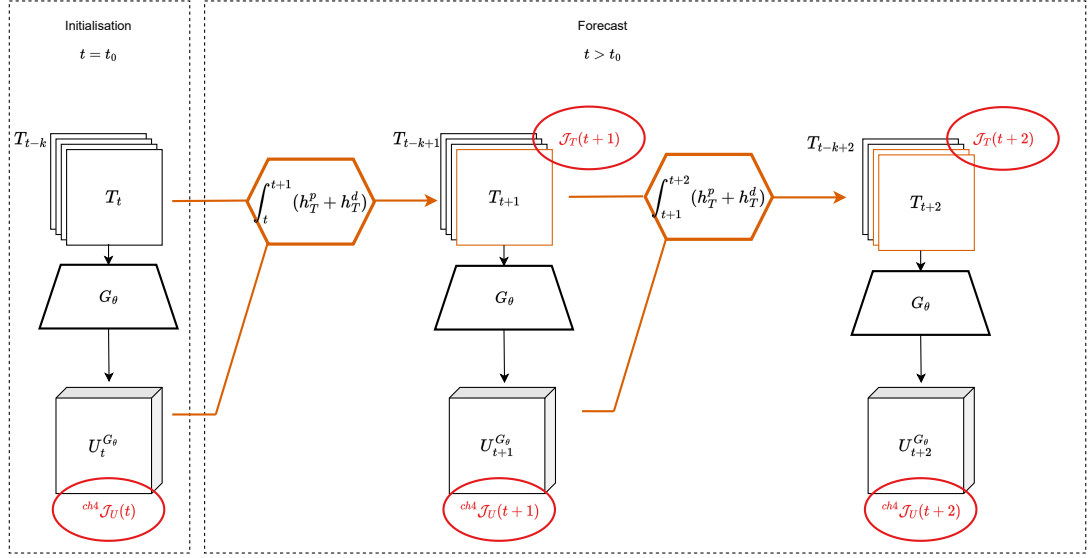 Initialisation
t = t₀
Forecast
t > t₀
T_{t−k}
T_t
∫_t^{t+1} (h_T^p + h_T^d)
T_{t−k+1}
𝒥_T(t+1)
T_{t+1}
∫_{t+1}^{t+2} (h_T^p + h_T^d)
T_{t−k+2}
𝒥_T(t+2)
T_{t+2}
G_θ
G_θ
G_θ
U_t^{G_θ}
U_{t+1}^{G_θ}
U_{t+2}^{G_θ}
^{ch4}𝒥_U(t)
^{ch4}𝒥_U(t+1)
^{ch4}𝒥_U(t+2)